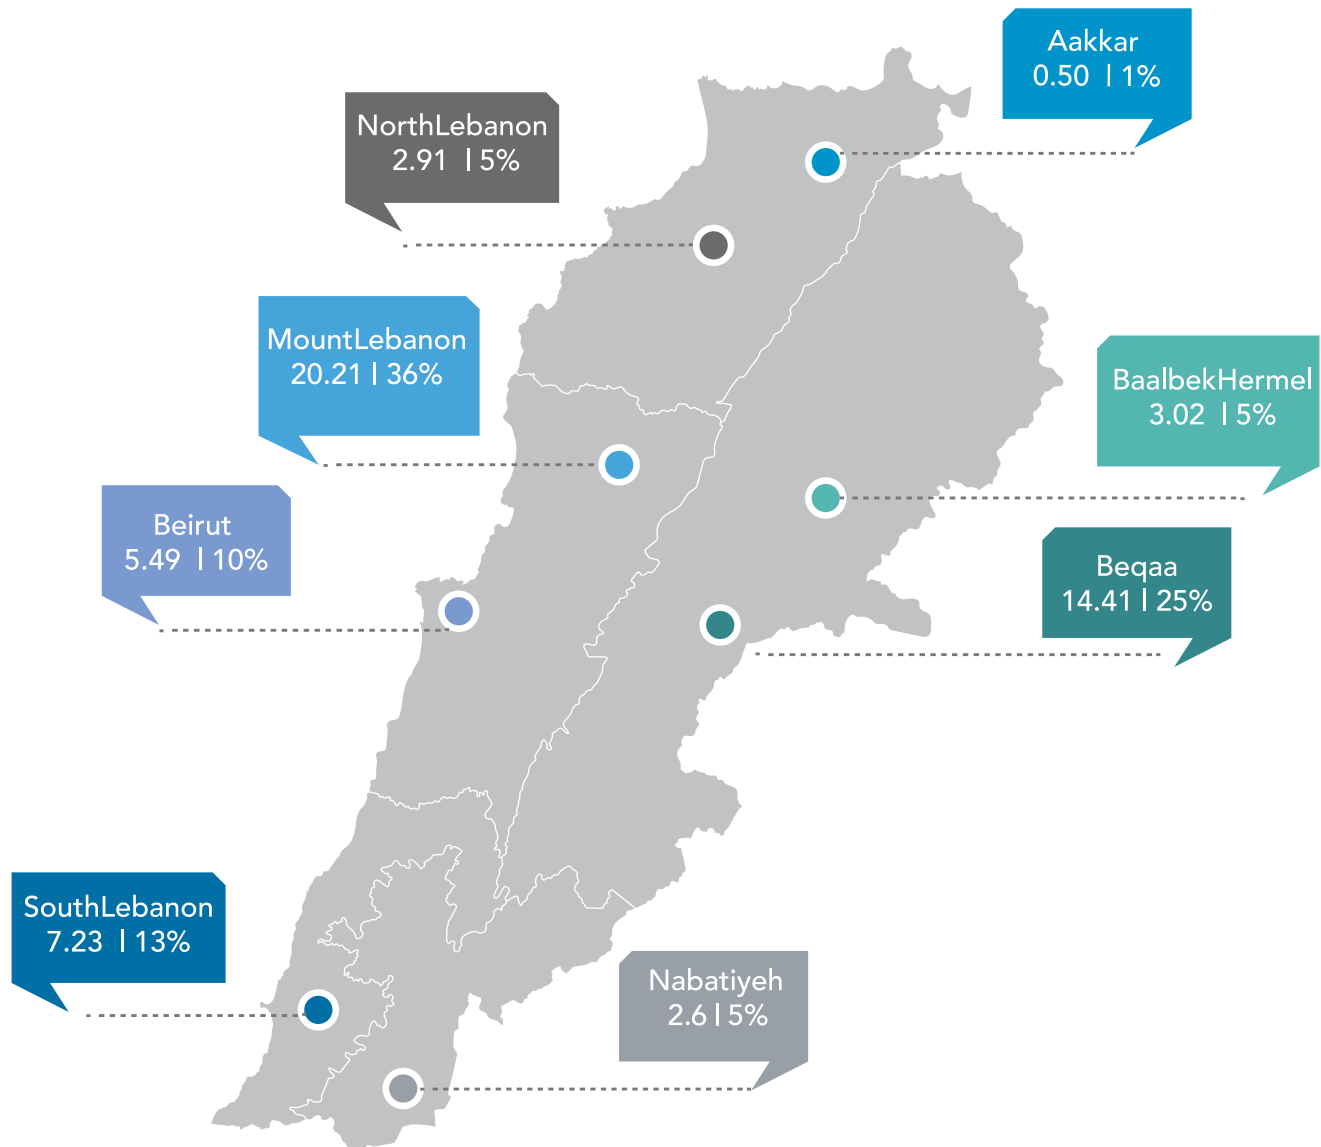 Aakkar
0.50 | 1%
NorthLebanon
2.91 | 5%
MountLebanon
20.21 | 36%
BaalbekHermel
3.02 | 5%
Beirut
5.49 | 10%
Beqaa
14.41 | 25%
SouthLebanon
7.23 | 13%
Nabatiyeh
2.6 | 5%